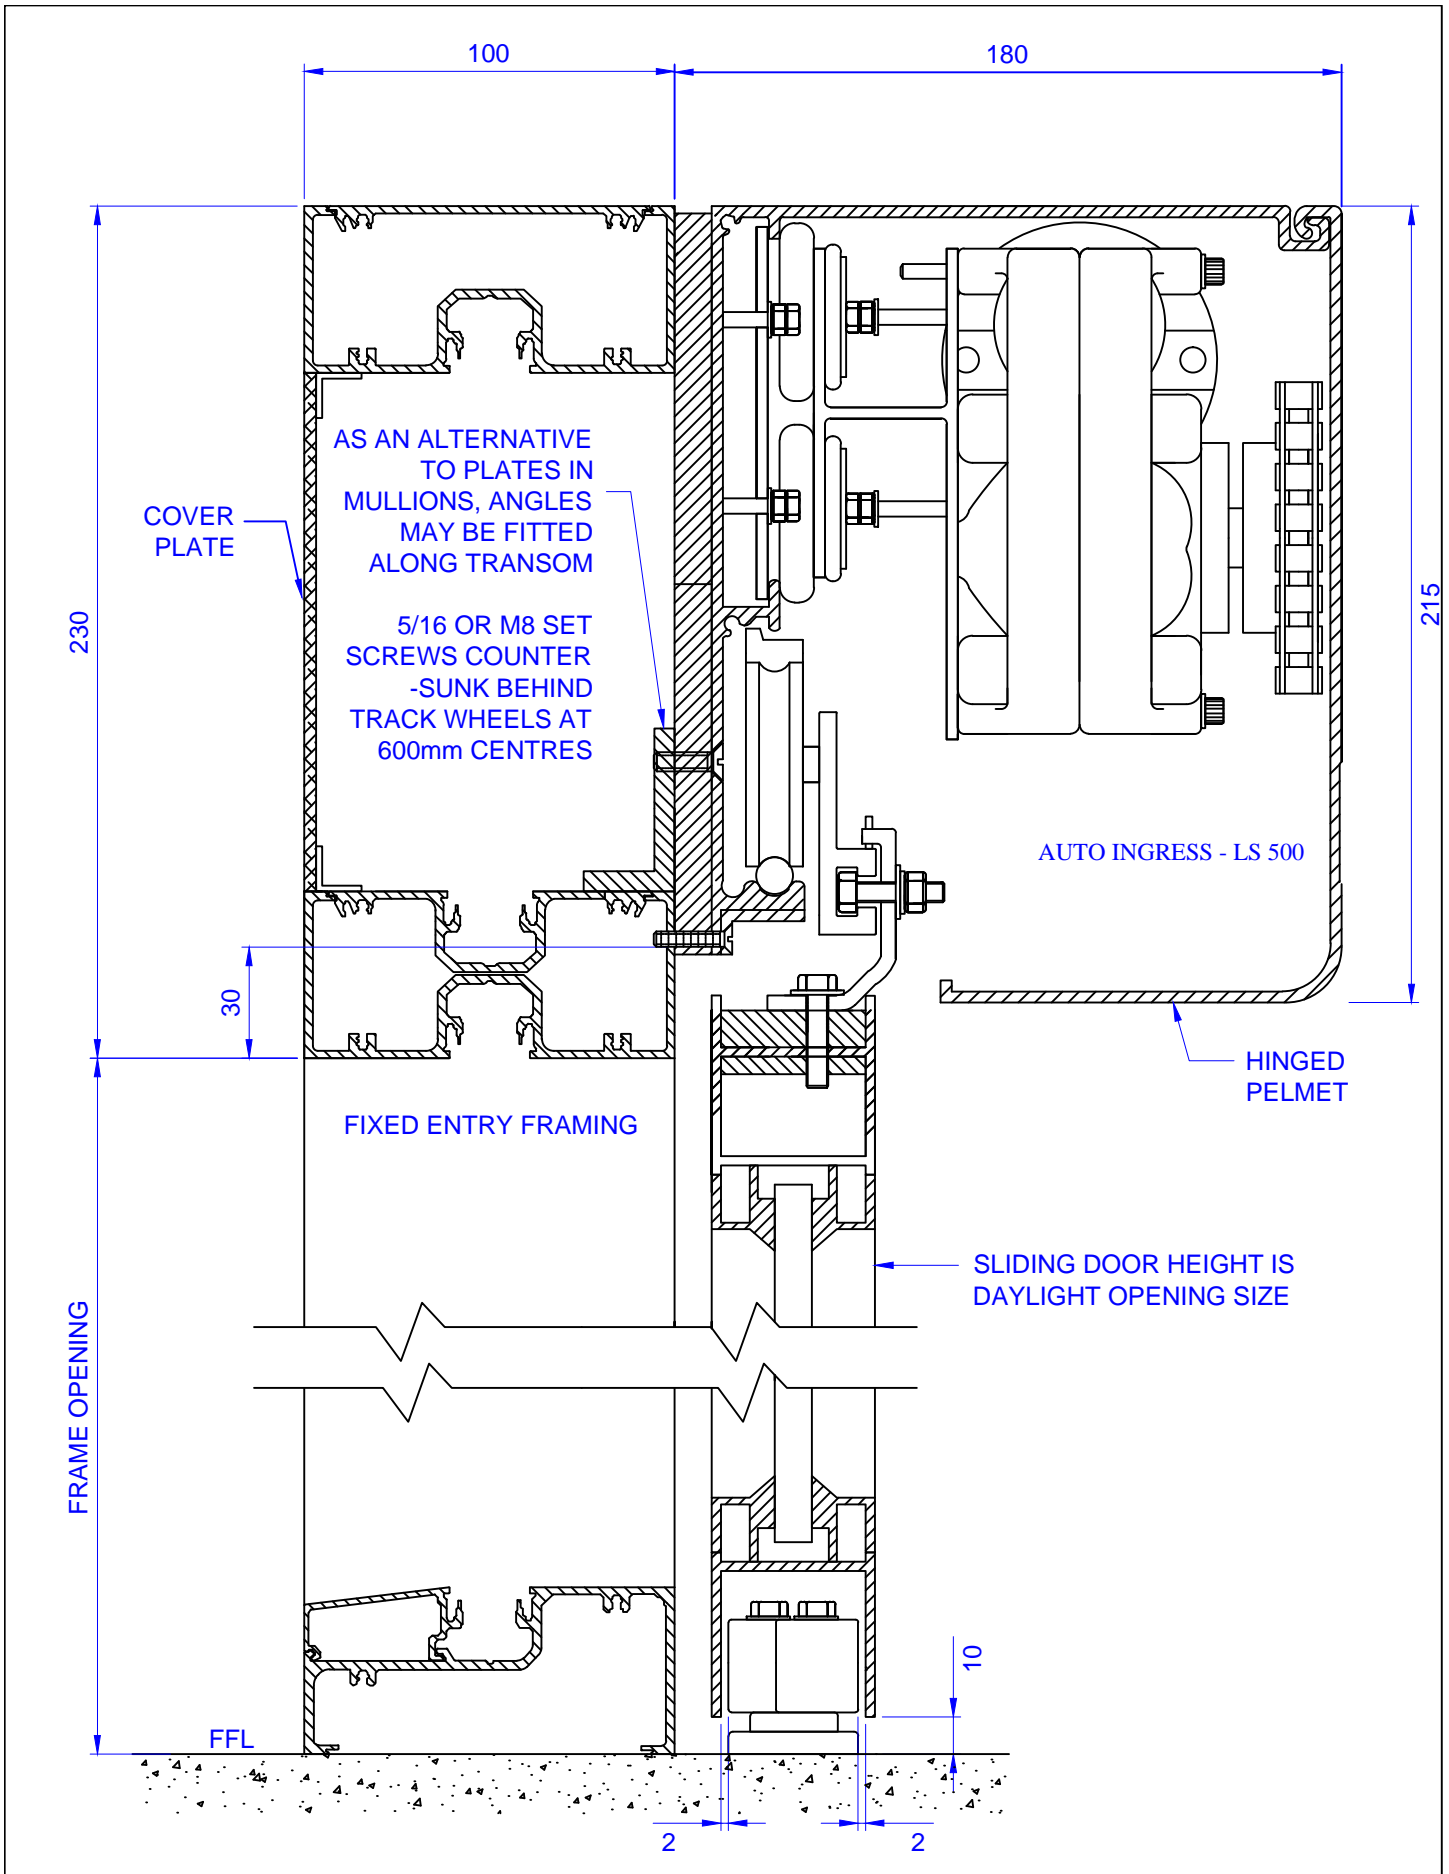 100
180
AS AN ALTERNATIVE
TO PLATES IN
MULLIONS, ANGLES
MAY BE FITTED
ALONG TRANSOM
5/16 OR M8 SET
SCREWS COUNTER
-SUNK BEHIND
TRACK WHEELS AT
600mm CENTRES
COVER
PLATE
230
215
AUTO INGRESS - LS 500
30
HINGED
PELMET
FIXED ENTRY FRAMING
SLIDING DOOR HEIGHT IS
DAYLIGHT OPENING SIZE
FRAME OPENING
10
FFL
2
2